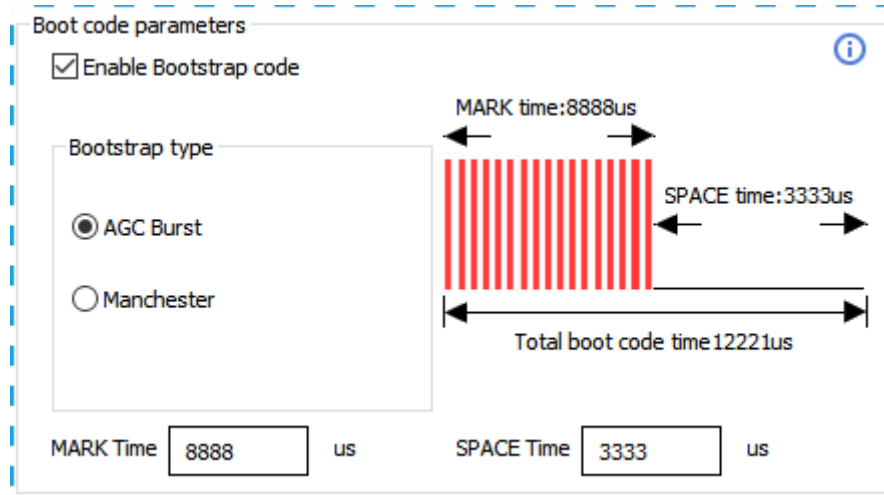 Boot code parameters
Enable Bootstrap code
MARK time:8888us
Bootstrap type
SPACE time:3333us
AGC Burst
Manchester
Total boot code time12221us
MARK Time 8888 us SPACE Time 3333 us